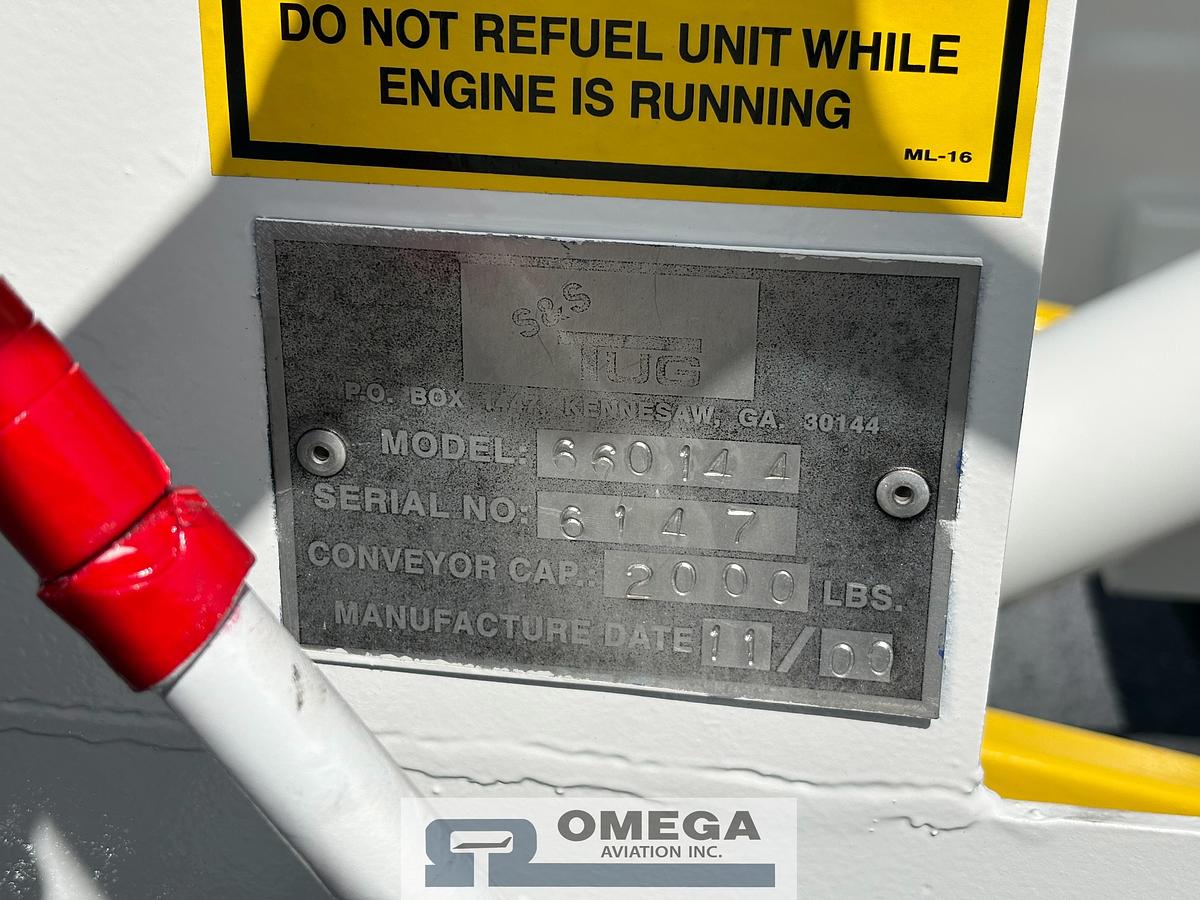 DO NOT REFUEL UNIT WHILE
ENGINE IS RUNNING
ML-16
S&S
TUG
P.O. BOX KENNESAW, GA. 30144
MODEL: 660144
SERIAL NO: 6147
CONVEYOR CAP.: 2000 LBS.
MANUFACTURE DATE 11/00
OMEGA
AVIATION INC.